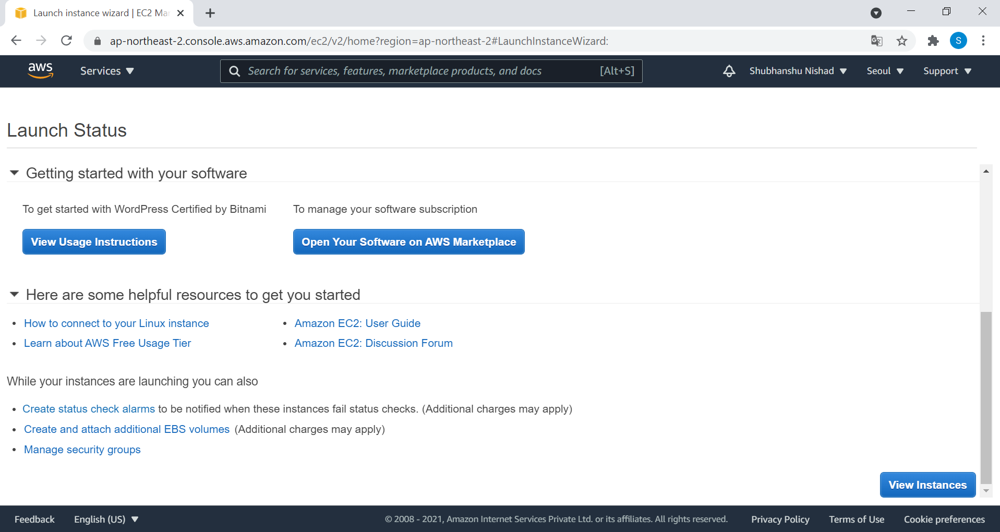 Launch instance wizard | EC2 Mar
ap-northeast-2.console.aws.amazon.com/ec2/v2/home?region=ap-northeast-2#LaunchInstanceWizard:
S
aws
Services
Search for services, features, marketplace products, and docs [Alt+S]
Shubhanshu Nishad
Seoul
Support
Launch Status
Getting started with your software
To get started with WordPress Certified by Bitnami
To manage your software subscription
View Usage Instructions
Open Your Software on AWS Marketplace
Here are some helpful resources to get you started
• How to connect to your Linux instance
• Amazon EC2: User Guide
• Learn about AWS Free Usage Tier
• Amazon EC2: Discussion Forum
While your instances are launching you can also
• Create status check alarms to be notified when these instances fail status checks. (Additional charges may apply)
• Create and attach additional EBS volumes (Additional charges may apply)
• Manage security groups
View Instances
Feedback
English (US)
© 2008 - 2021, Amazon Internet Services Private Ltd. or its affiliates. All rights reserved.
Privacy Policy
Terms of Use
Cookie preferences